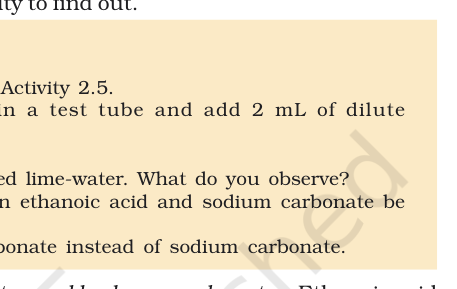 ity to find out.
Activity 2.5.
in a test tube and add 2 mL of dilute
ed lime-water. What do you observe?
n ethanoic acid and sodium carbonate be
bonate instead of sodium carbonate.